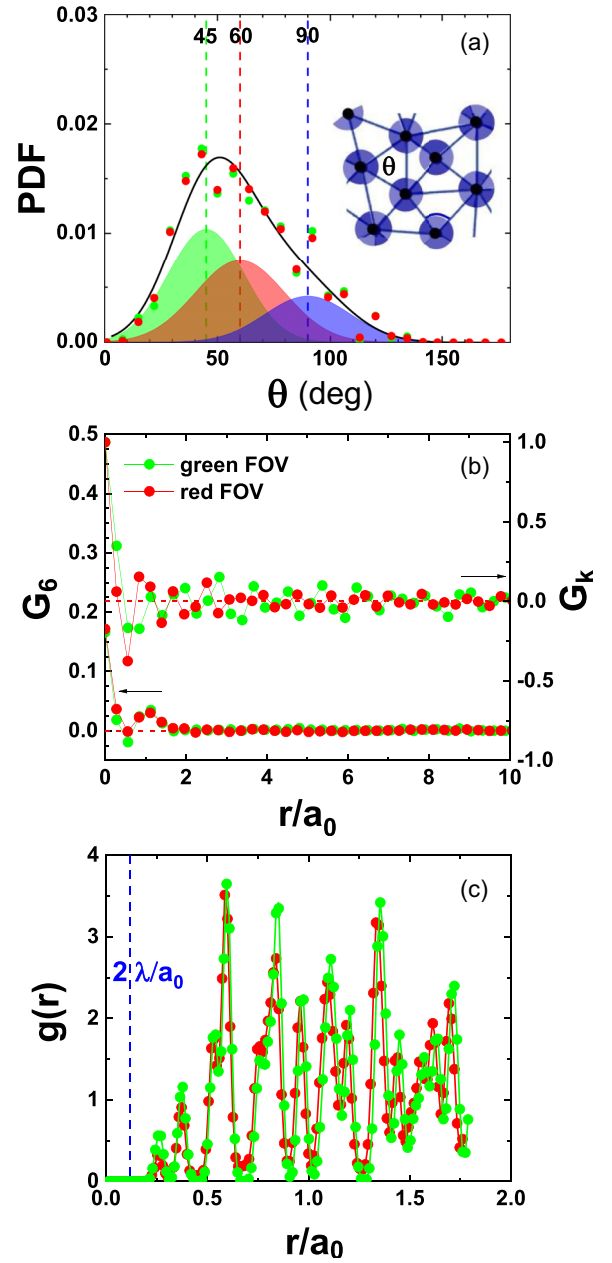 0.03
45 60 90
(a)
0.02
0.01
0.00
PDF
θ
0 50 100 150
θ (deg)
0.5
0.4
0.3
0.2
0.1
0.0
G6
green FOV
red FOV
(b)
1.0
0.5
0.0
-0.5
-1.0
Gk
0 2 4 6 8 10
r/a0
4
3
2
1
0
g(r)
2 λ/a0
(c)
0.0 0.5 1.0 1.5 2.0
r/a0